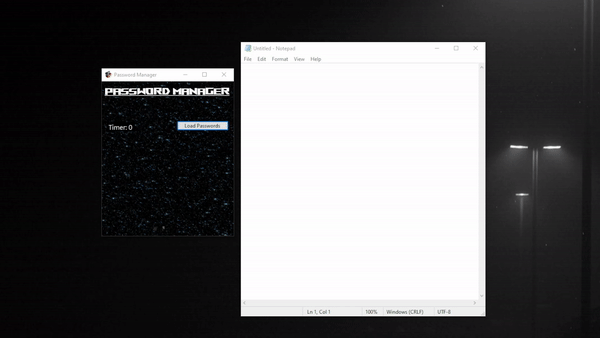 Password Manager
PASSWORD MANAGER
Timer: 0
Load Passwords
Untitled - Notepad
File Edit Format View Help
Ln 1, Col 1 100% Windows (CRLF) UTF-8